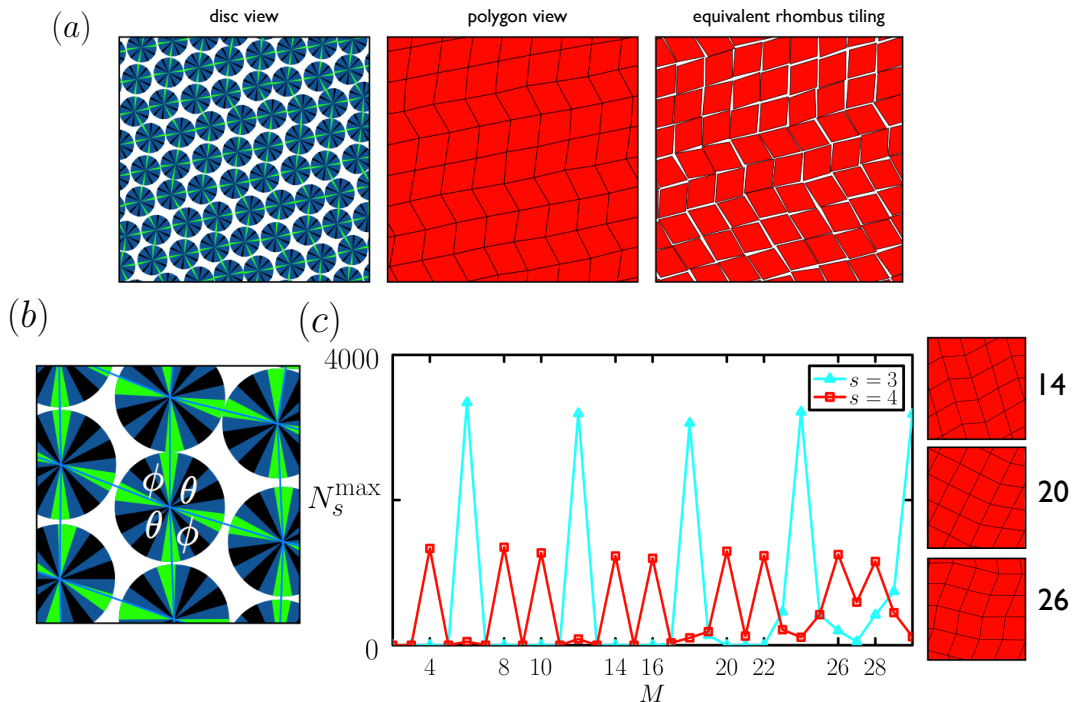 (a)
disc view
polygon view
equivalent rhombus tiling
(b)
ϕ
θ
θ
ϕ
(c)
4000
N_s^max
0
s = 3
s = 4
4 8 10 14 16 20 22 26 28
M
14
20
26